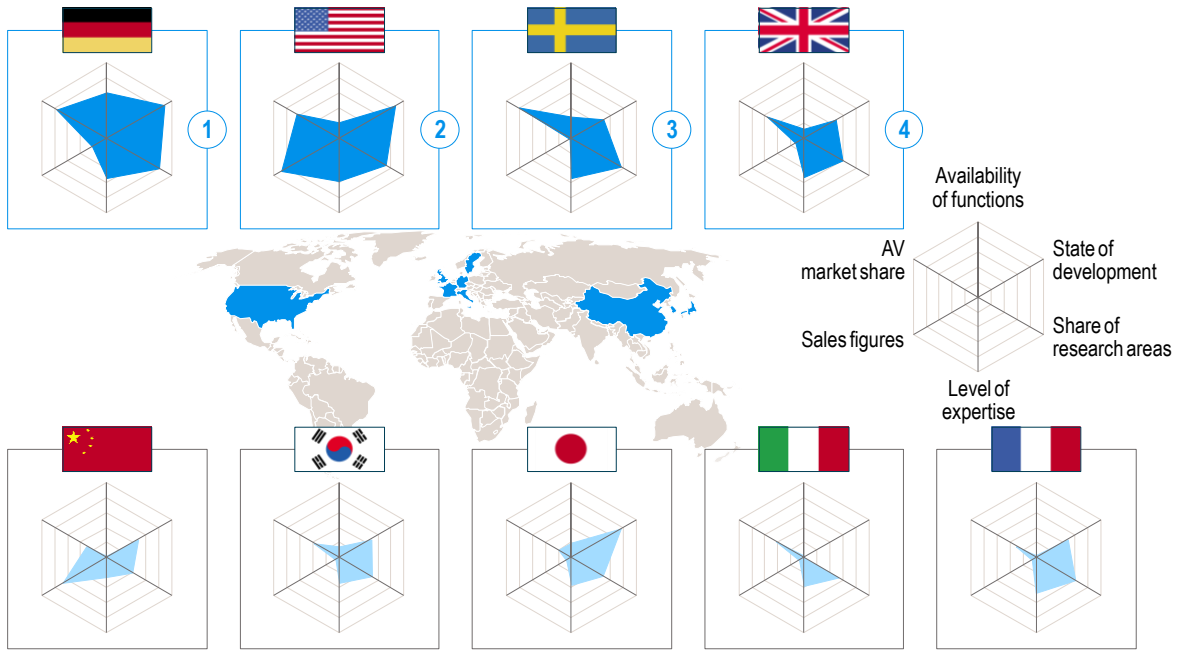 1
2
3
4
Availability
of functions
AV
market share
State of
development
Sales figures
Share of
research areas
Level of
expertise